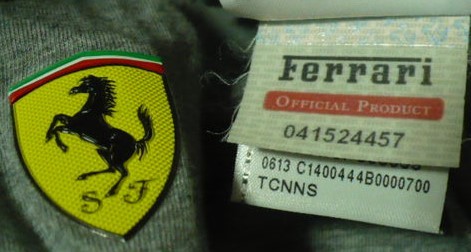 S F
Ferrari
OFFICIAL PRODUCT
041524457
0613 C1400444B0000700
TCNNS